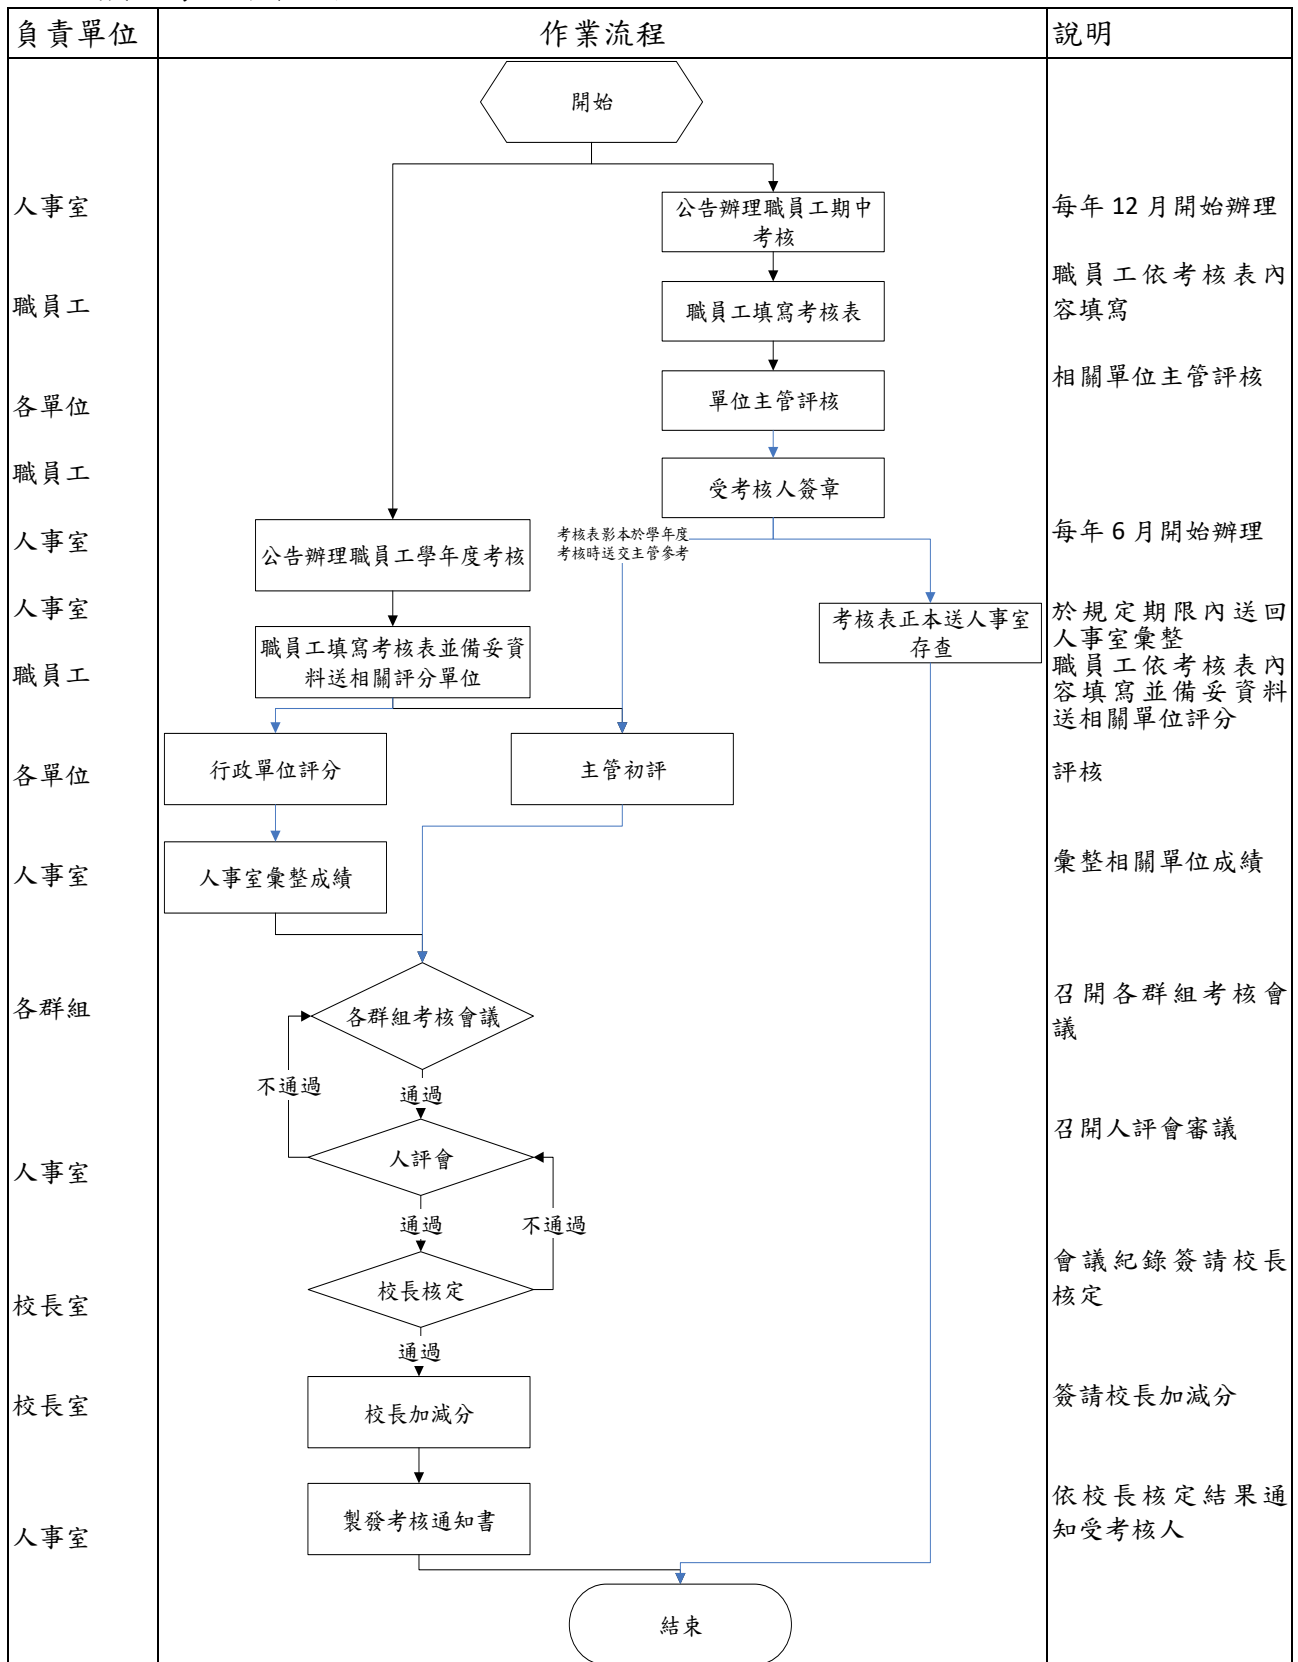 負責單位
作業流程
說明
開始
人事室
公告辦理職員工期中
考核
每年 12 月開始辦理
職員工
職員工填寫考核表
職員工依考核表內
容填寫
各單位
單位主管評核
相關單位主管評核
職員工
受考核人簽章
人事室
公告辦理職員工學年度考核
考核表影本於學年度
考核時送交主管參考
每年 6 月開始辦理
人事室
考核表正本送人事室
存查
於規定期限內送回
人事室彙整
職員工
職員工填寫考核表並備妥資
料送相關評分單位
職員工依考核表內
容填寫並備妥資料
送相關單位評分
各單位
行政單位評分
主管初評
評核
人事室
人事室彙整成績
彙整相關單位成績
各群組
各群組考核會議
召開各群組考核會
議
不通過
通過
人事室
人評會
召開人評會審議
通過
不通過
校長室
校長核定
會議紀錄簽請校長
核定
通過
校長室
校長加減分
簽請校長加減分
人事室
製發考核通知書
依校長核定結果通
知受考核人
結束